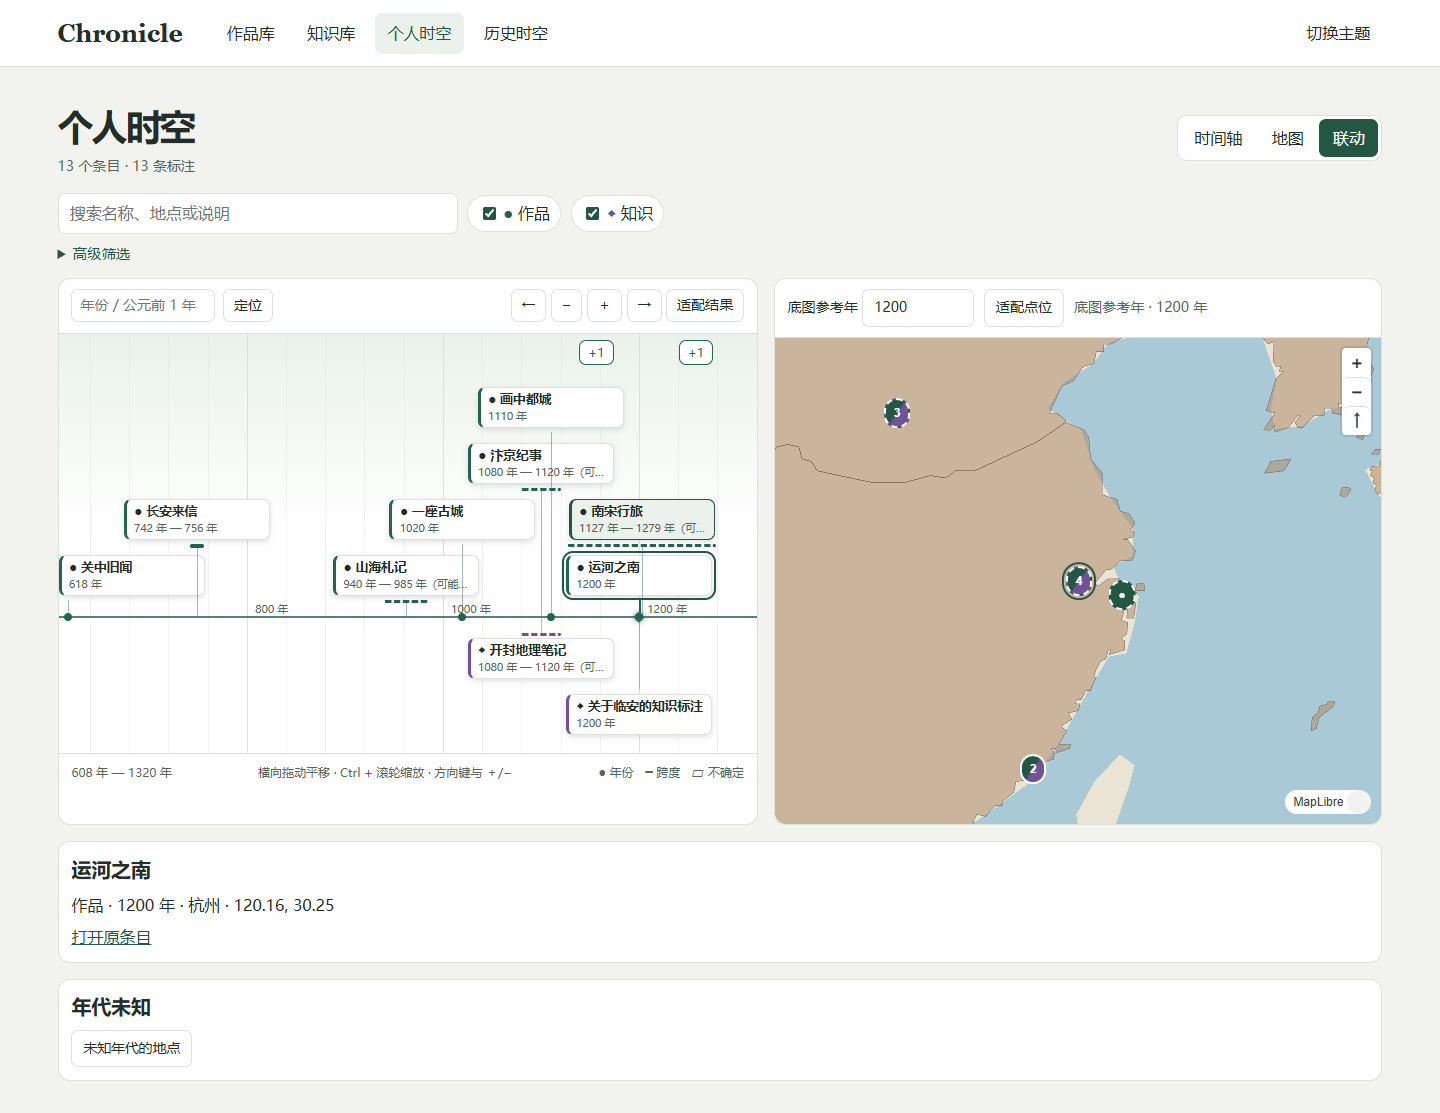 Chronicle 作品库 知识库 个人时空 历史时空 切换主题
个人时空
13 个条目 · 13 条标注
时间轴 地图 联动
搜索名称、地点或说明 ● 作品 ◆ 知识
▶ 高级筛选
年份 / 公元前 1 年 定位 ← − + → 适配结果
+1 +1
● 画中都城
1110 年
● 汴京纪事
1080 年 — 1120 年（可…
● 长安来信
742 年 — 756 年
● 一座古城
1020 年
● 南宋行旅
1127 年 — 1279 年（可…
● 关中旧闻
618 年
● 山海札记
940 年 — 985 年（可能…
● 运河之南
1200 年
800 年 1000 年 1200 年
◆ 开封地理笔记
1080 年 — 1120 年（可…
◆ 关于临安的知识标注
1200 年
608 年 — 1320 年 横向拖动平移 · Ctrl + 滚轮缩放 · 方向键与 +/− ● 年份 ━ 跨度 ▱ 不确定
底图参考年 1200 适配点位 底图参考年 · 1200 年
+
−
↑
3
4
2
MapLibre
运河之南
作品 · 1200 年 · 杭州 · 120.16, 30.25
打开原条目
年代未知
未知年代的地点